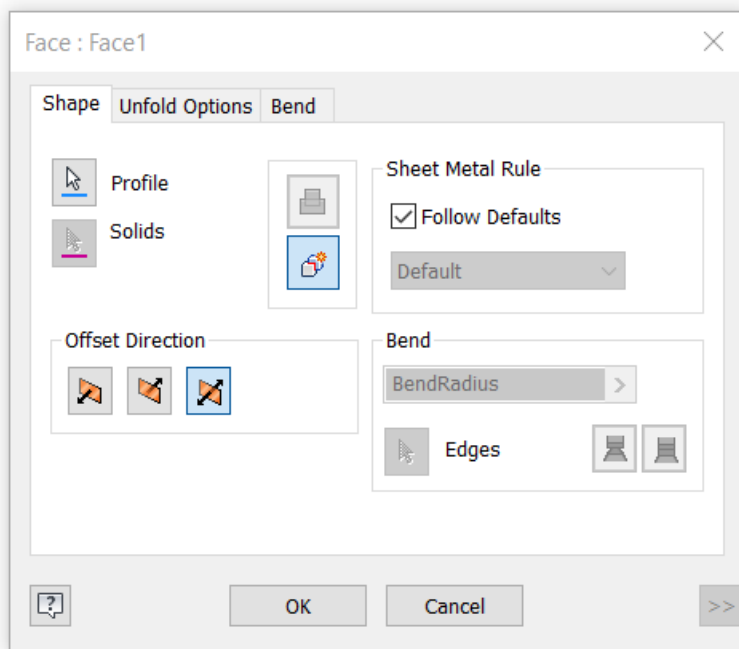 Face : Face1
Shape Unfold Options Bend
Profile
Solids
Sheet Metal Rule
Follow Defaults
Default
Offset Direction
Bend
BendRadius
>
Edges
?
OK
Cancel
>>